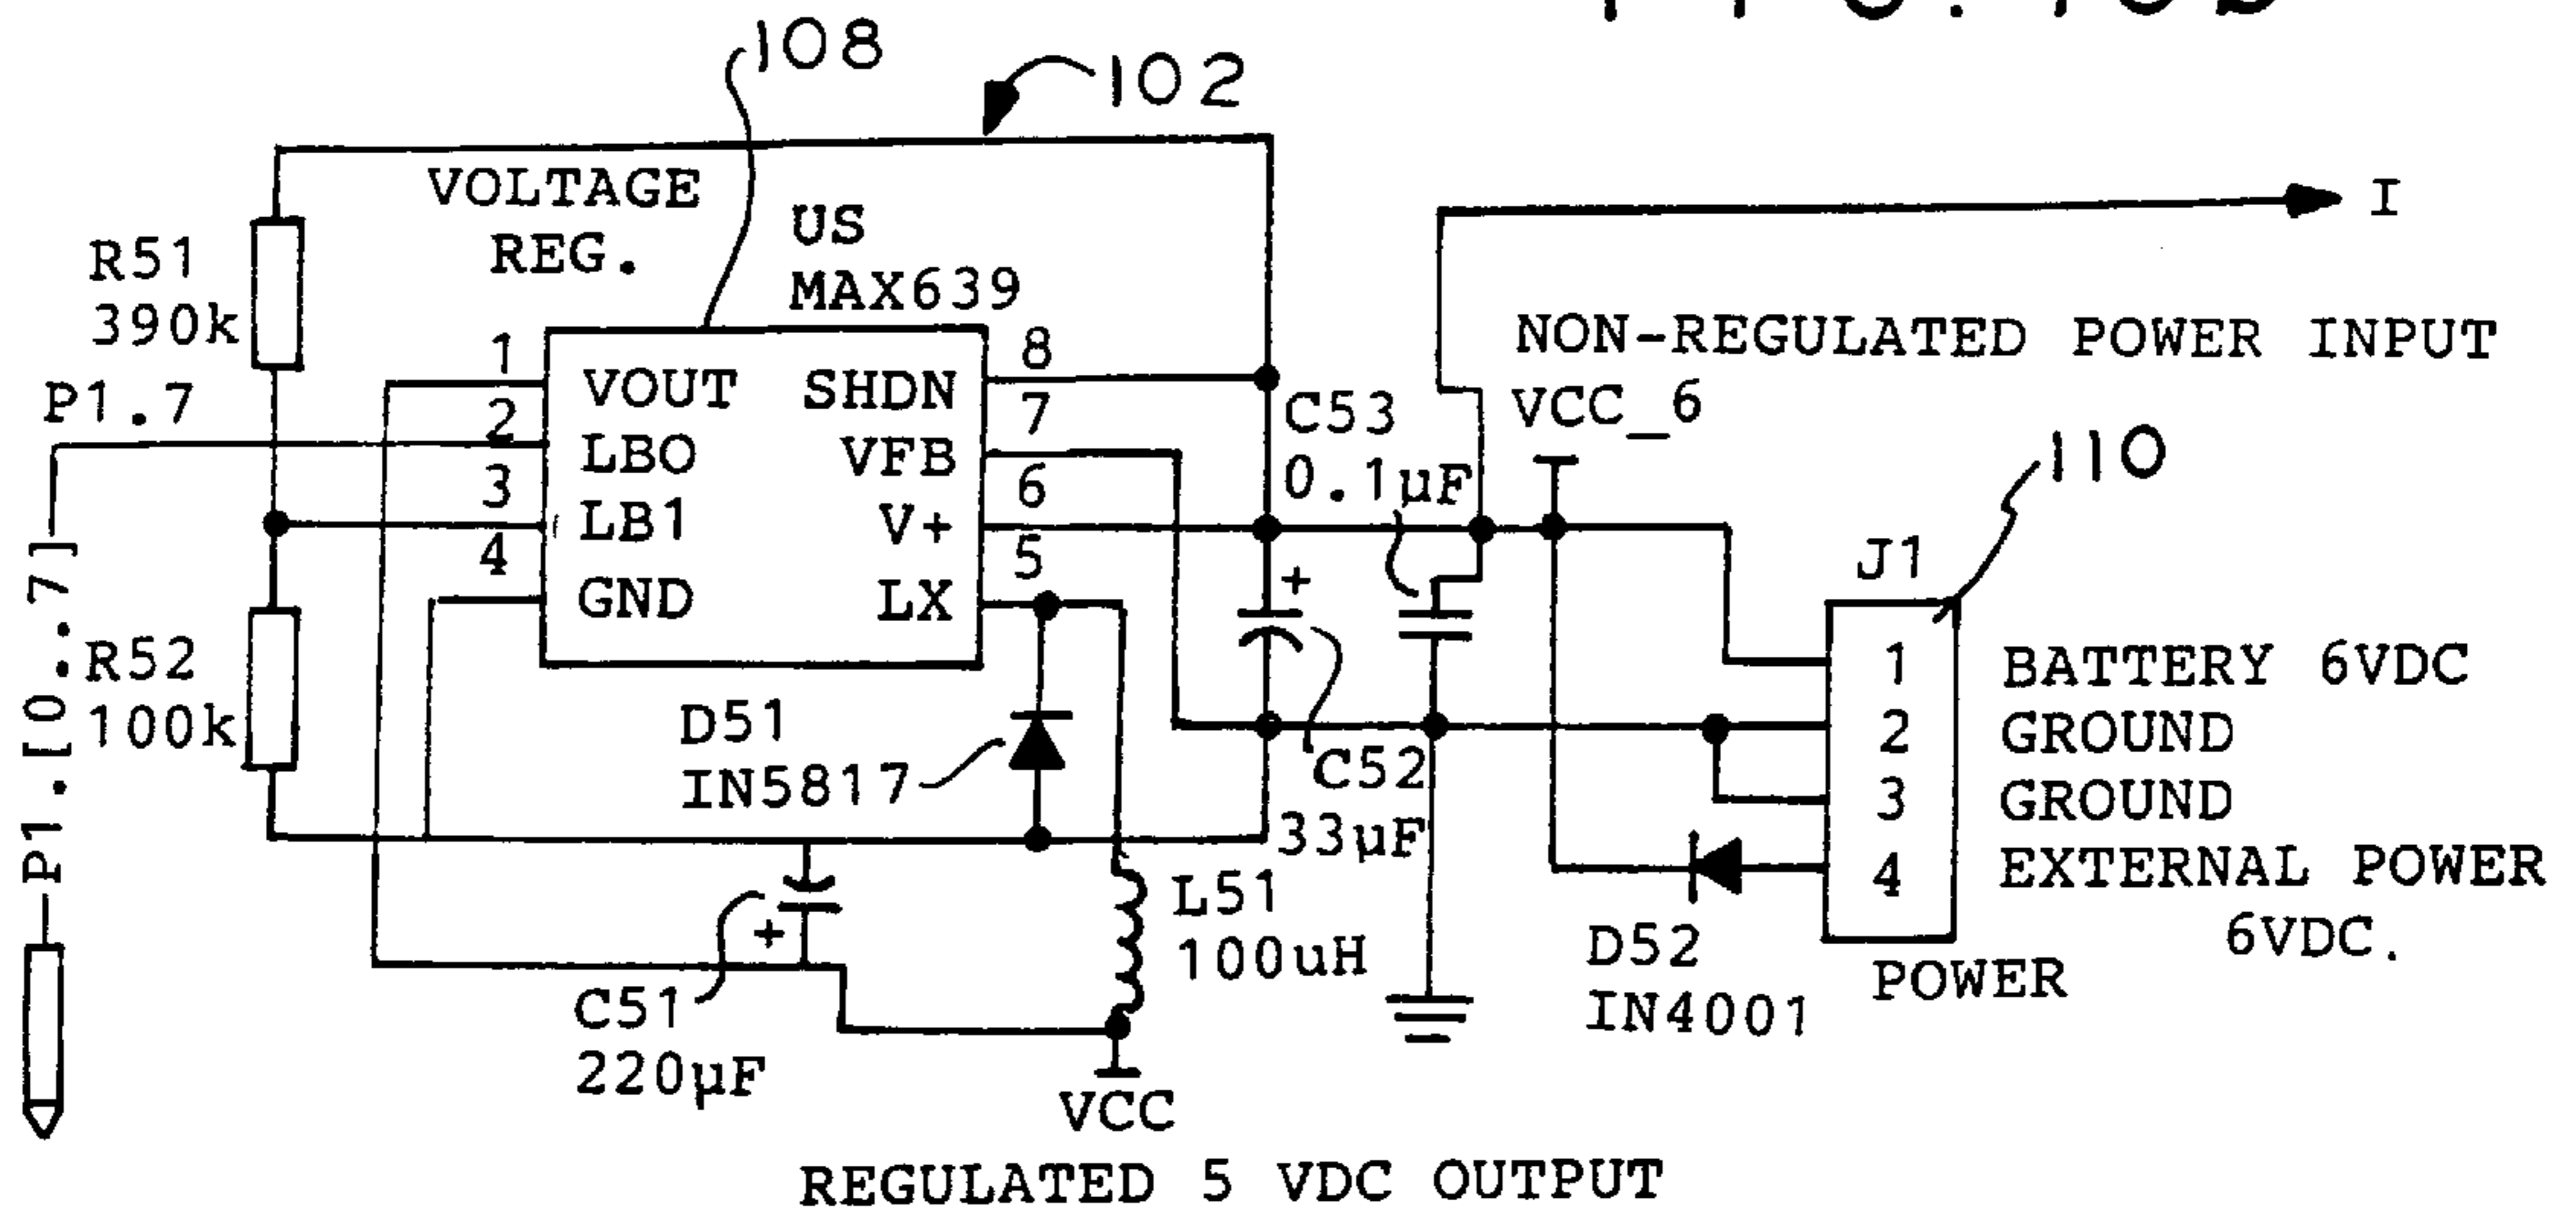 108
102
VOLTAGE
REG.
US
MAX639
I
R51
390k
NON-REGULATED POWER INPUT
VCC_6
P1.7
1
2
3
4
VOUT
LBO
LB1
GND
SHDN
VFB
V+
LX
8
7
6
5
C53
0.1µF
110
J1
1
2
3
4
BATTERY 6VDC
GROUND
GROUND
EXTERNAL POWER
6VDC.
POWER
+
R52
100k
P1.[0..7]
D51
IN5817
C52
33µF
L51
100uH
D52
IN4001
+
C51
220µF
VCC
REGULATED 5 VDC OUTPUT